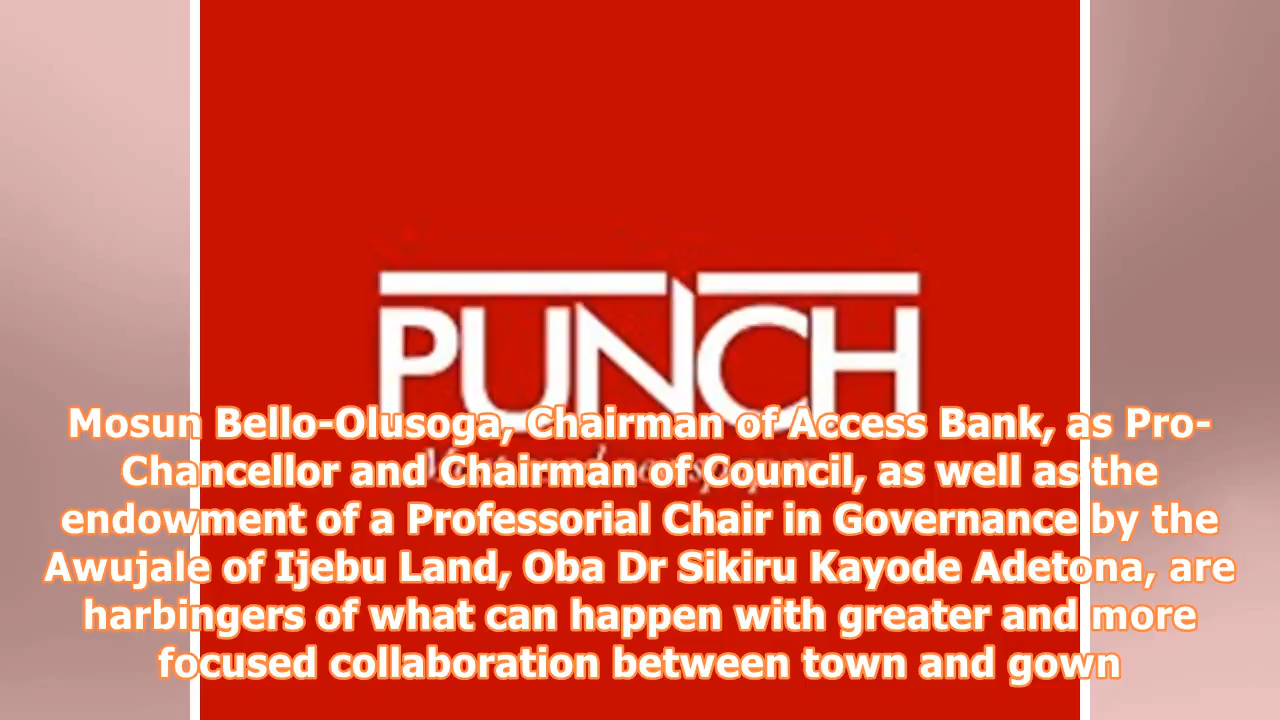 PUNCH
Mosun Bello-Olusoga, Chairman of Access Bank, as Pro-
Chancellor and Chairman of Council, as well as the
endowment of a Professorial Chair in Governance by the
Awujale of Ijebu Land, Oba Dr Sikiru Kayode Adetona, are
harbingers of what can happen with greater and more
focused collaboration between town and gown